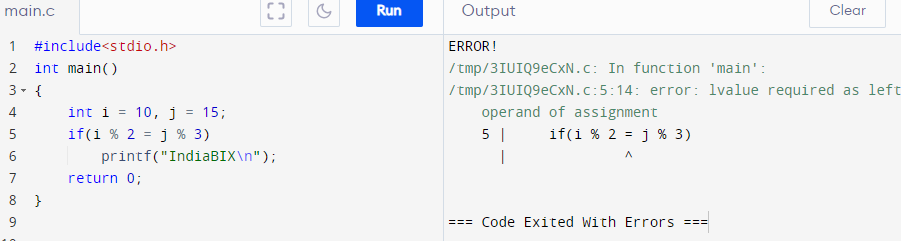 main.c
Run
Output
Clear
1 #include<stdio.h>
2 int main()
3 {
4 int i = 10, j = 15;
5 if(i % 2 = j % 3)
6 printf("IndiaBIX\n");
7 return 0;
8 }
9
ERROR!
/tmp/3IUIQ9eCxN.c: In function 'main':
/tmp/3IUIQ9eCxN.c:5:14: error: lvalue required as left
operand of assignment
5 | if(i % 2 = j % 3)
| ^
=== Code Exited With Errors ===